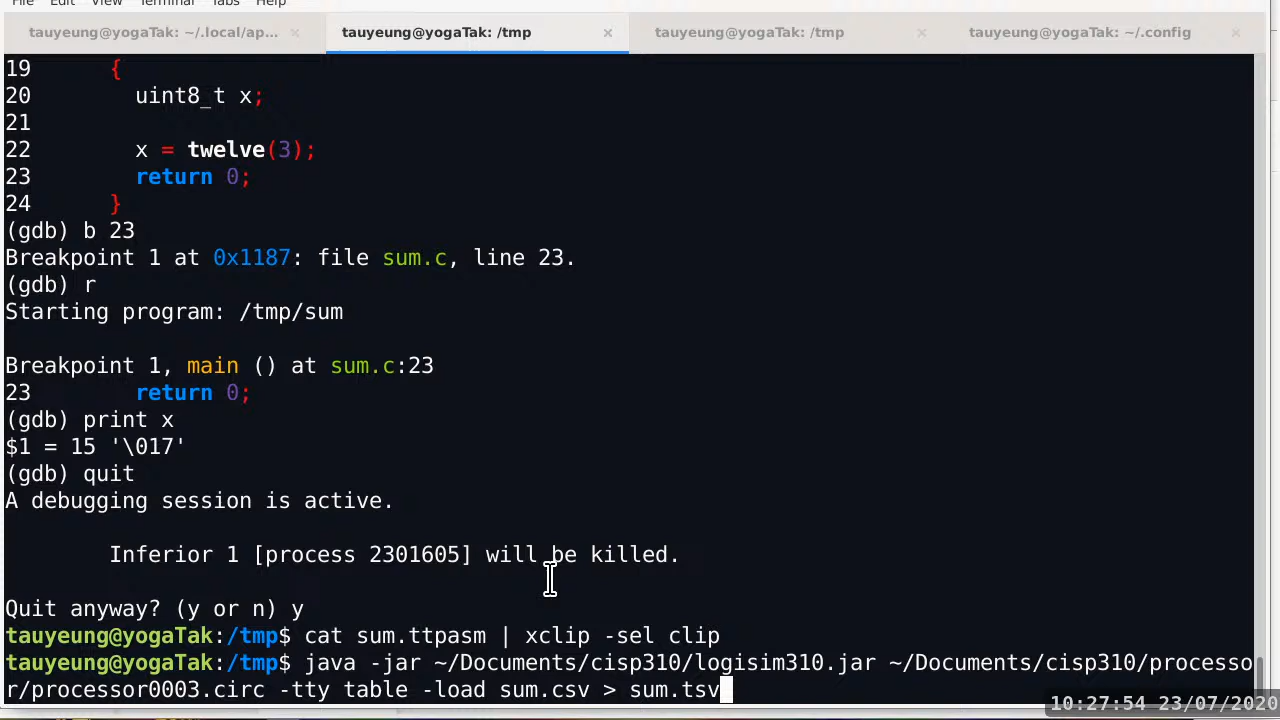 File Edit View Terminal Tabs Help
tauyeung@yogaTak: ~/.local/ap... × tauyeung@yogaTak: /tmp × tauyeung@yogaTak: /tmp × tauyeung@yogaTak: ~/.config ×
19 {
20 uint8_t x;
21
22 x = twelve(3);
23 return 0;
24 }
(gdb) b 23
Breakpoint 1 at 0x1187: file sum.c, line 23.
(gdb) r
Starting program: /tmp/sum
Breakpoint 1, main () at sum.c:23
23 return 0;
(gdb) print x
$1 = 15 '\017'
(gdb) quit
A debugging session is active.
Inferior 1 [process 2301605] will be killed.
Quit anyway? (y or n) y
tauyeung@yogaTak:/tmp$ cat sum.ttpasm | xclip -sel clip
tauyeung@yogaTak:/tmp$ java -jar ~/Documents/cisp310/logisim310.jar ~/Documents/cisp310/processo
r/processor0003.circ -tty table -load sum.csv > sum.tsv
10:27:54 23/07/2020